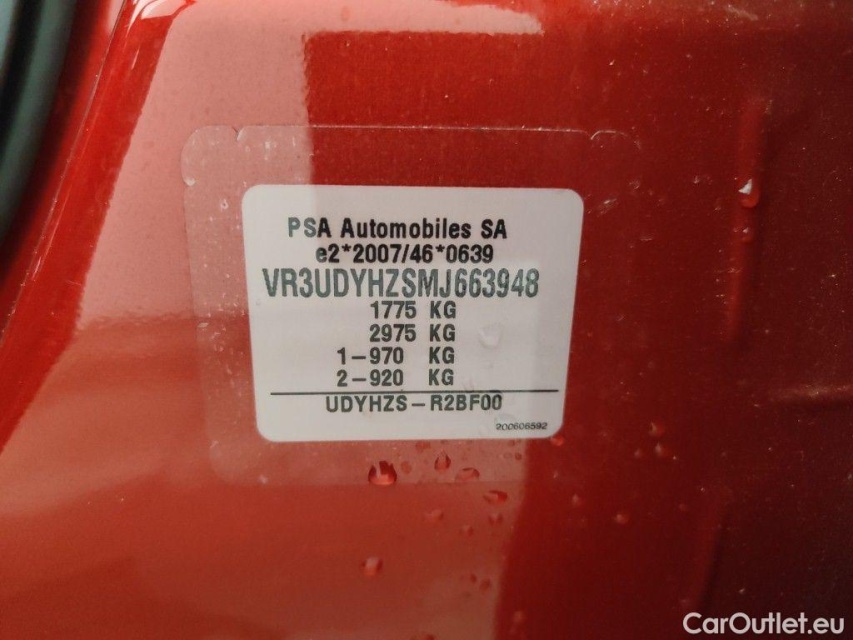 PSA Automobiles SA
e2*2007/46*0639
VR3UDYHZSMJ663948
1775 KG
2975 KG
1-970 KG
2-920 KG
UDYHZS-R2BF00
200606592
CarOutlet.eu